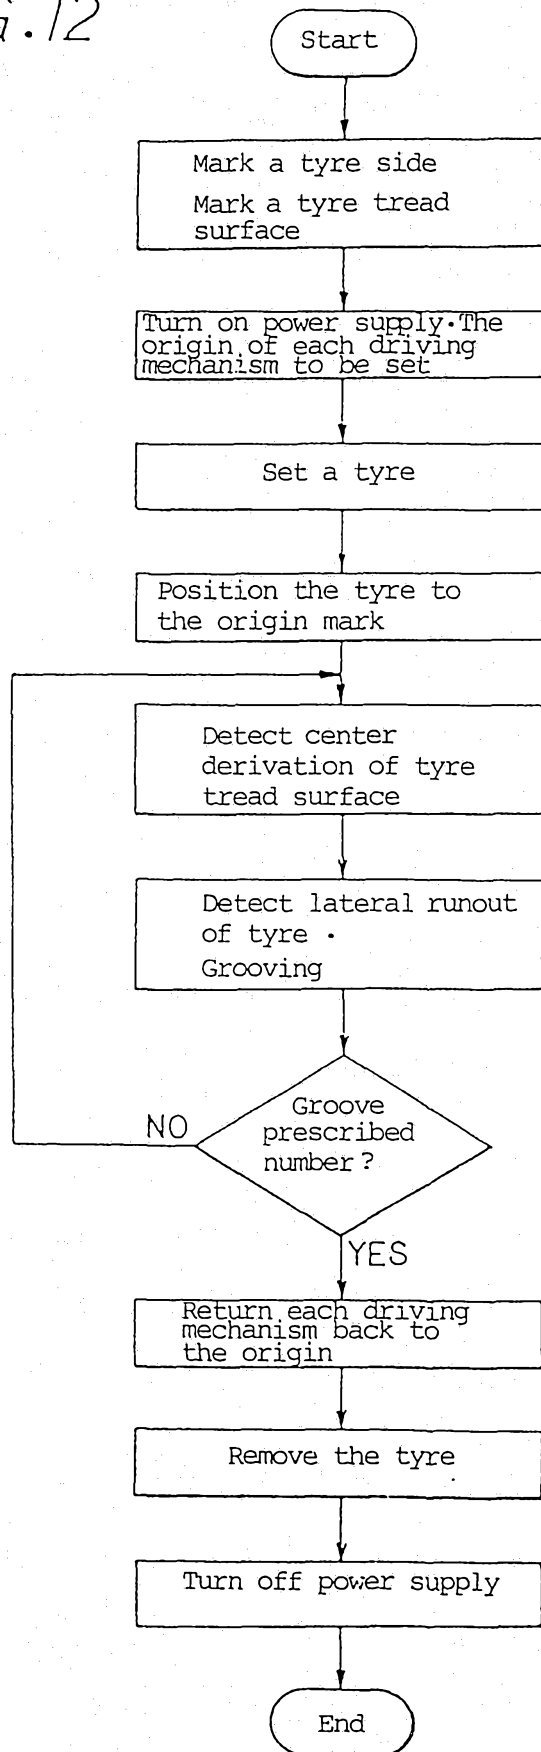 .12
Start
Mark a tyre side
Mark a tyre tread
surface
Turn on power supply·The
origin of each driving
mechanism to be set
Set a tyre
Position the tyre to
the origin mark
Detect center
derivation of tyre
tread surface
Detect lateral runout
of tyre ·
Grooving
Groove
prescribed
number?
NO
YES
Return each driving
mechanism back to
the origin
Remove the tyre
Turn off power supply
End